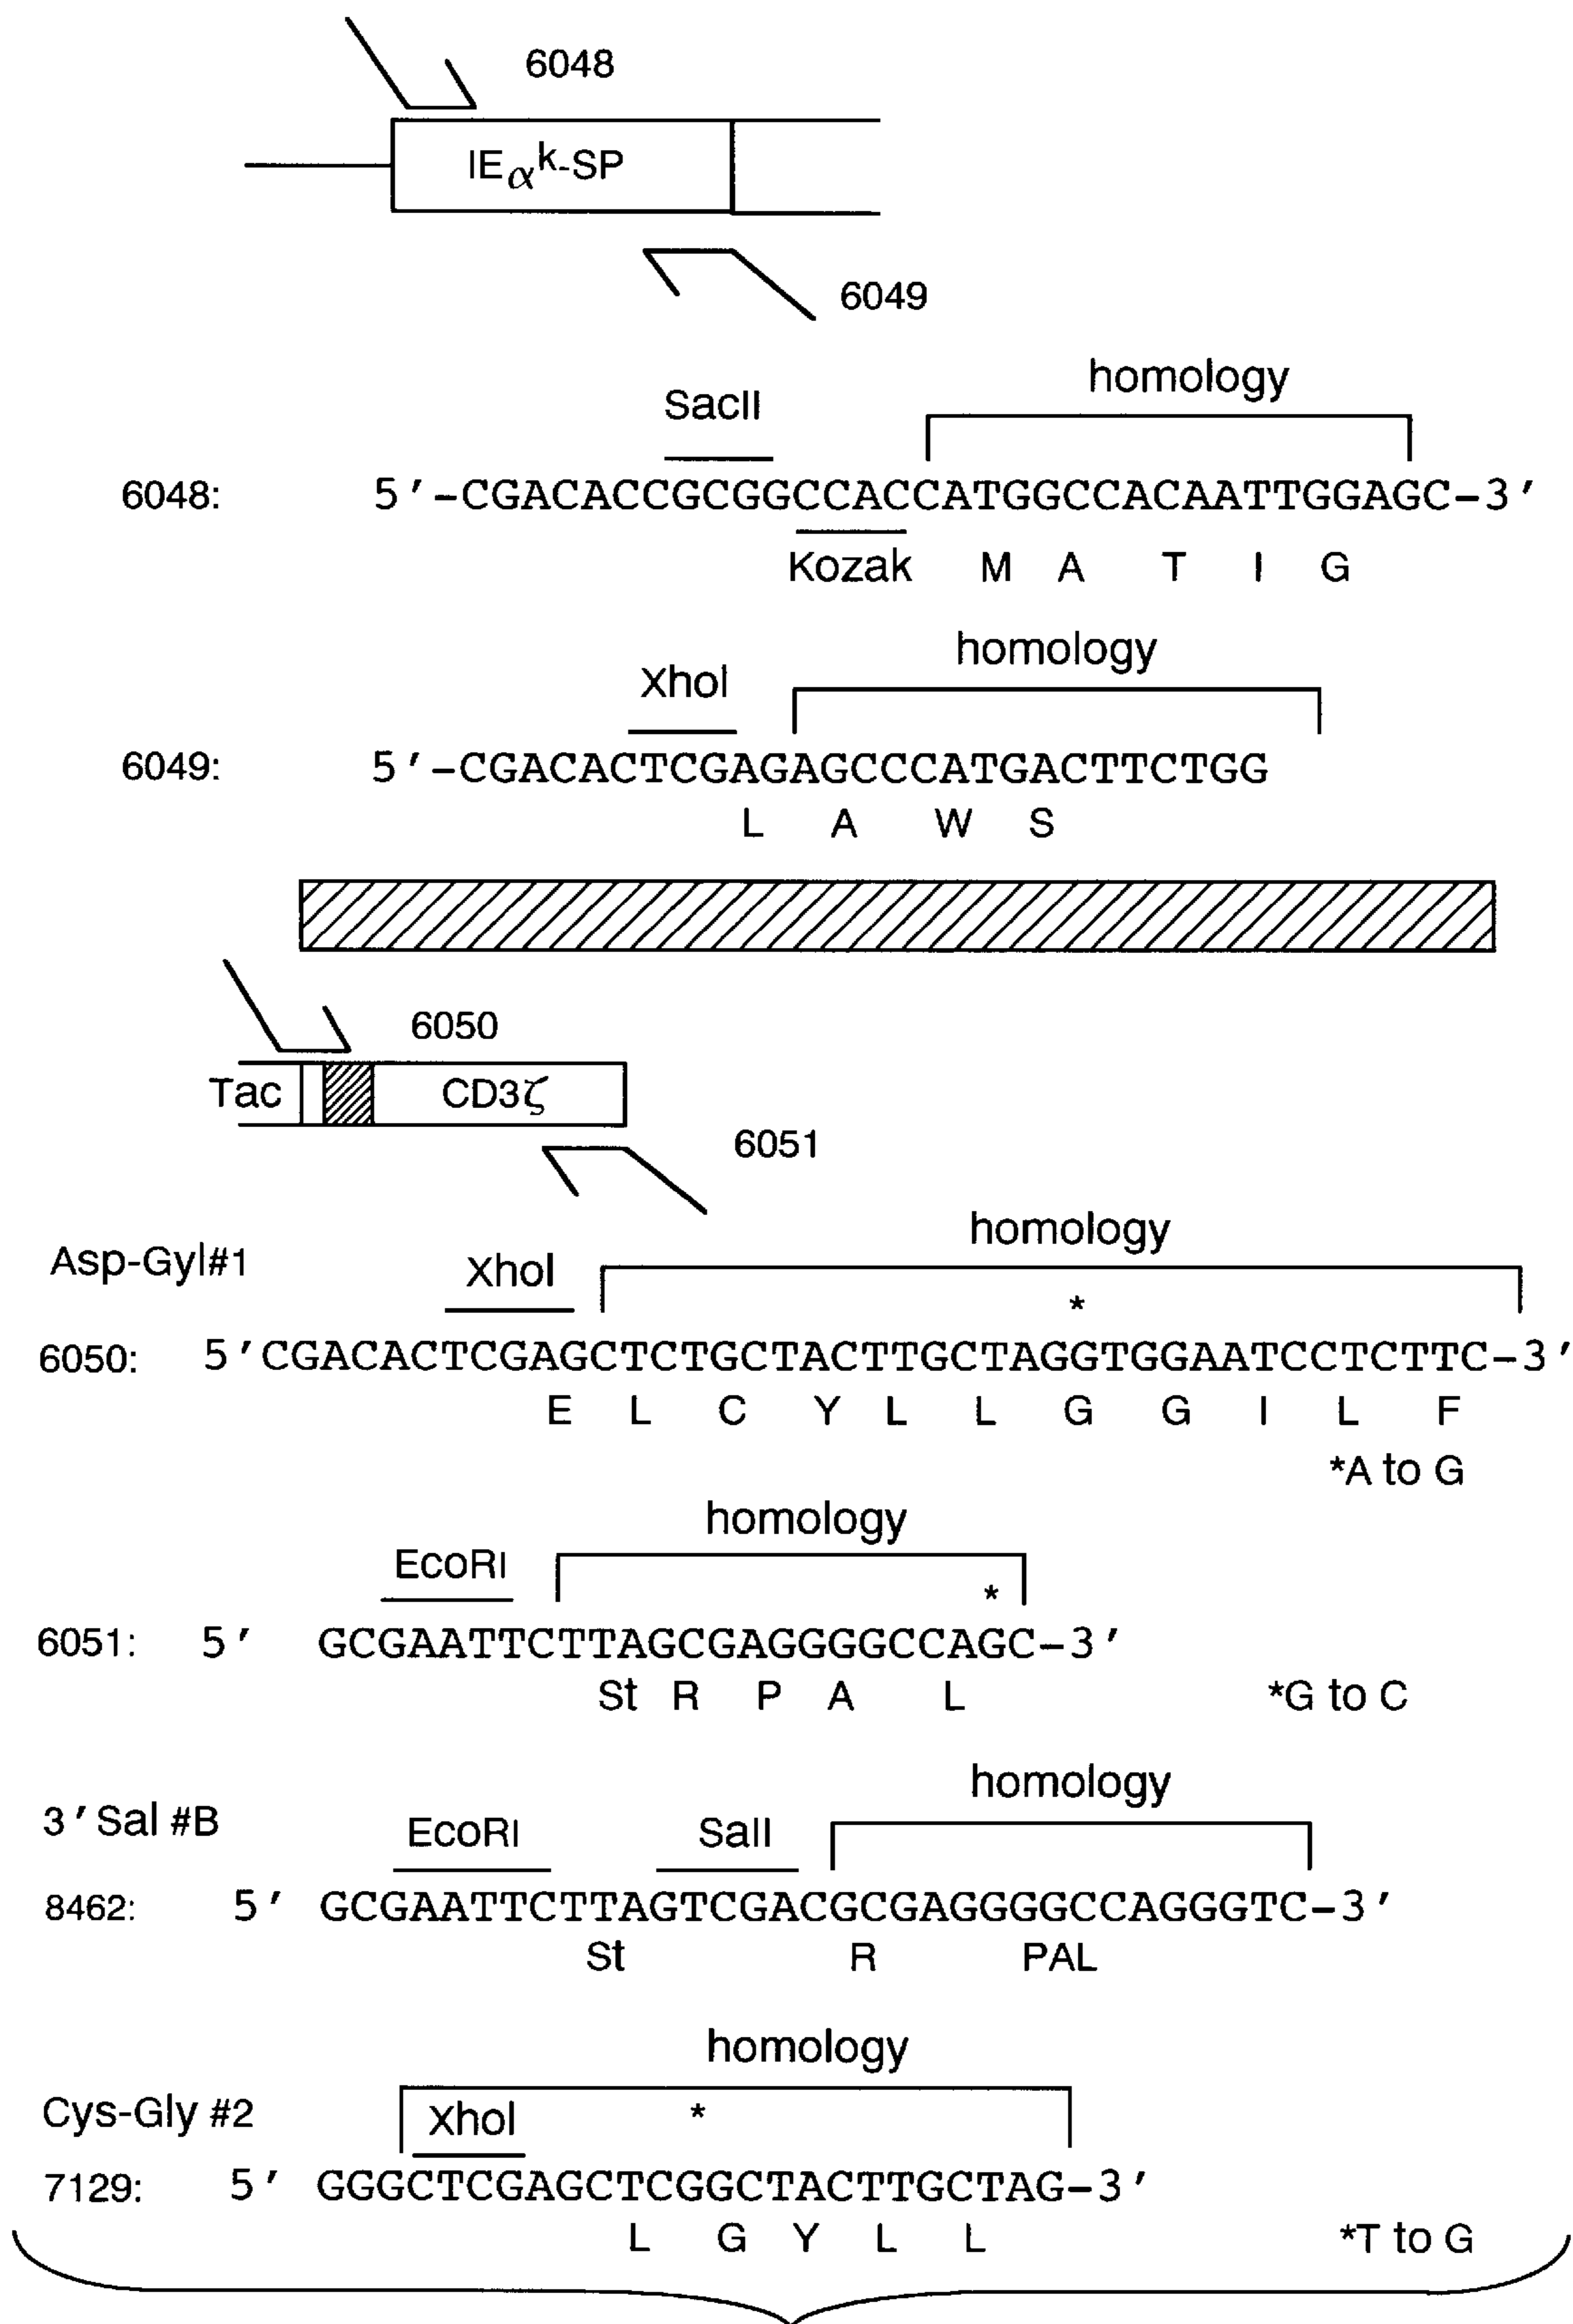 6048
IEαk-SP
6049
homology
SacII
6048: 5'-CGACACCGCGGCCACCATGGCCACAATTGGAGC-3'
Kozak M A T I G
homology
XhoI
6049: 5'-CGACACTCGAGAGCCCATGACTTCTGG
L A W S
6050
Tac CD3ζ
6051
homology
Asp-Gyl#1 XhoI
*
6050: 5'CGACACTCGAGCTCTGCTACTTGCTAGGTGGAATCCTCTTC-3'
E L C Y L L G G I L F
*A to G
homology
EcoRI
*
6051: 5' GCGAATTCTTAGCGAGGGGCCAGC-3'
St R P A L *G to C
homology
3'Sal #B EcoRI SalI
8462: 5' GCGAATTCTTAGTCGACGCGAGGGGCCAGGGTC-3'
St R PAL
homology
Cys-Gly #2 XhoI *
7129: 5' GGGCTCGAGCTCGGCTACTTGCTAG-3'
L G Y L L *T to G